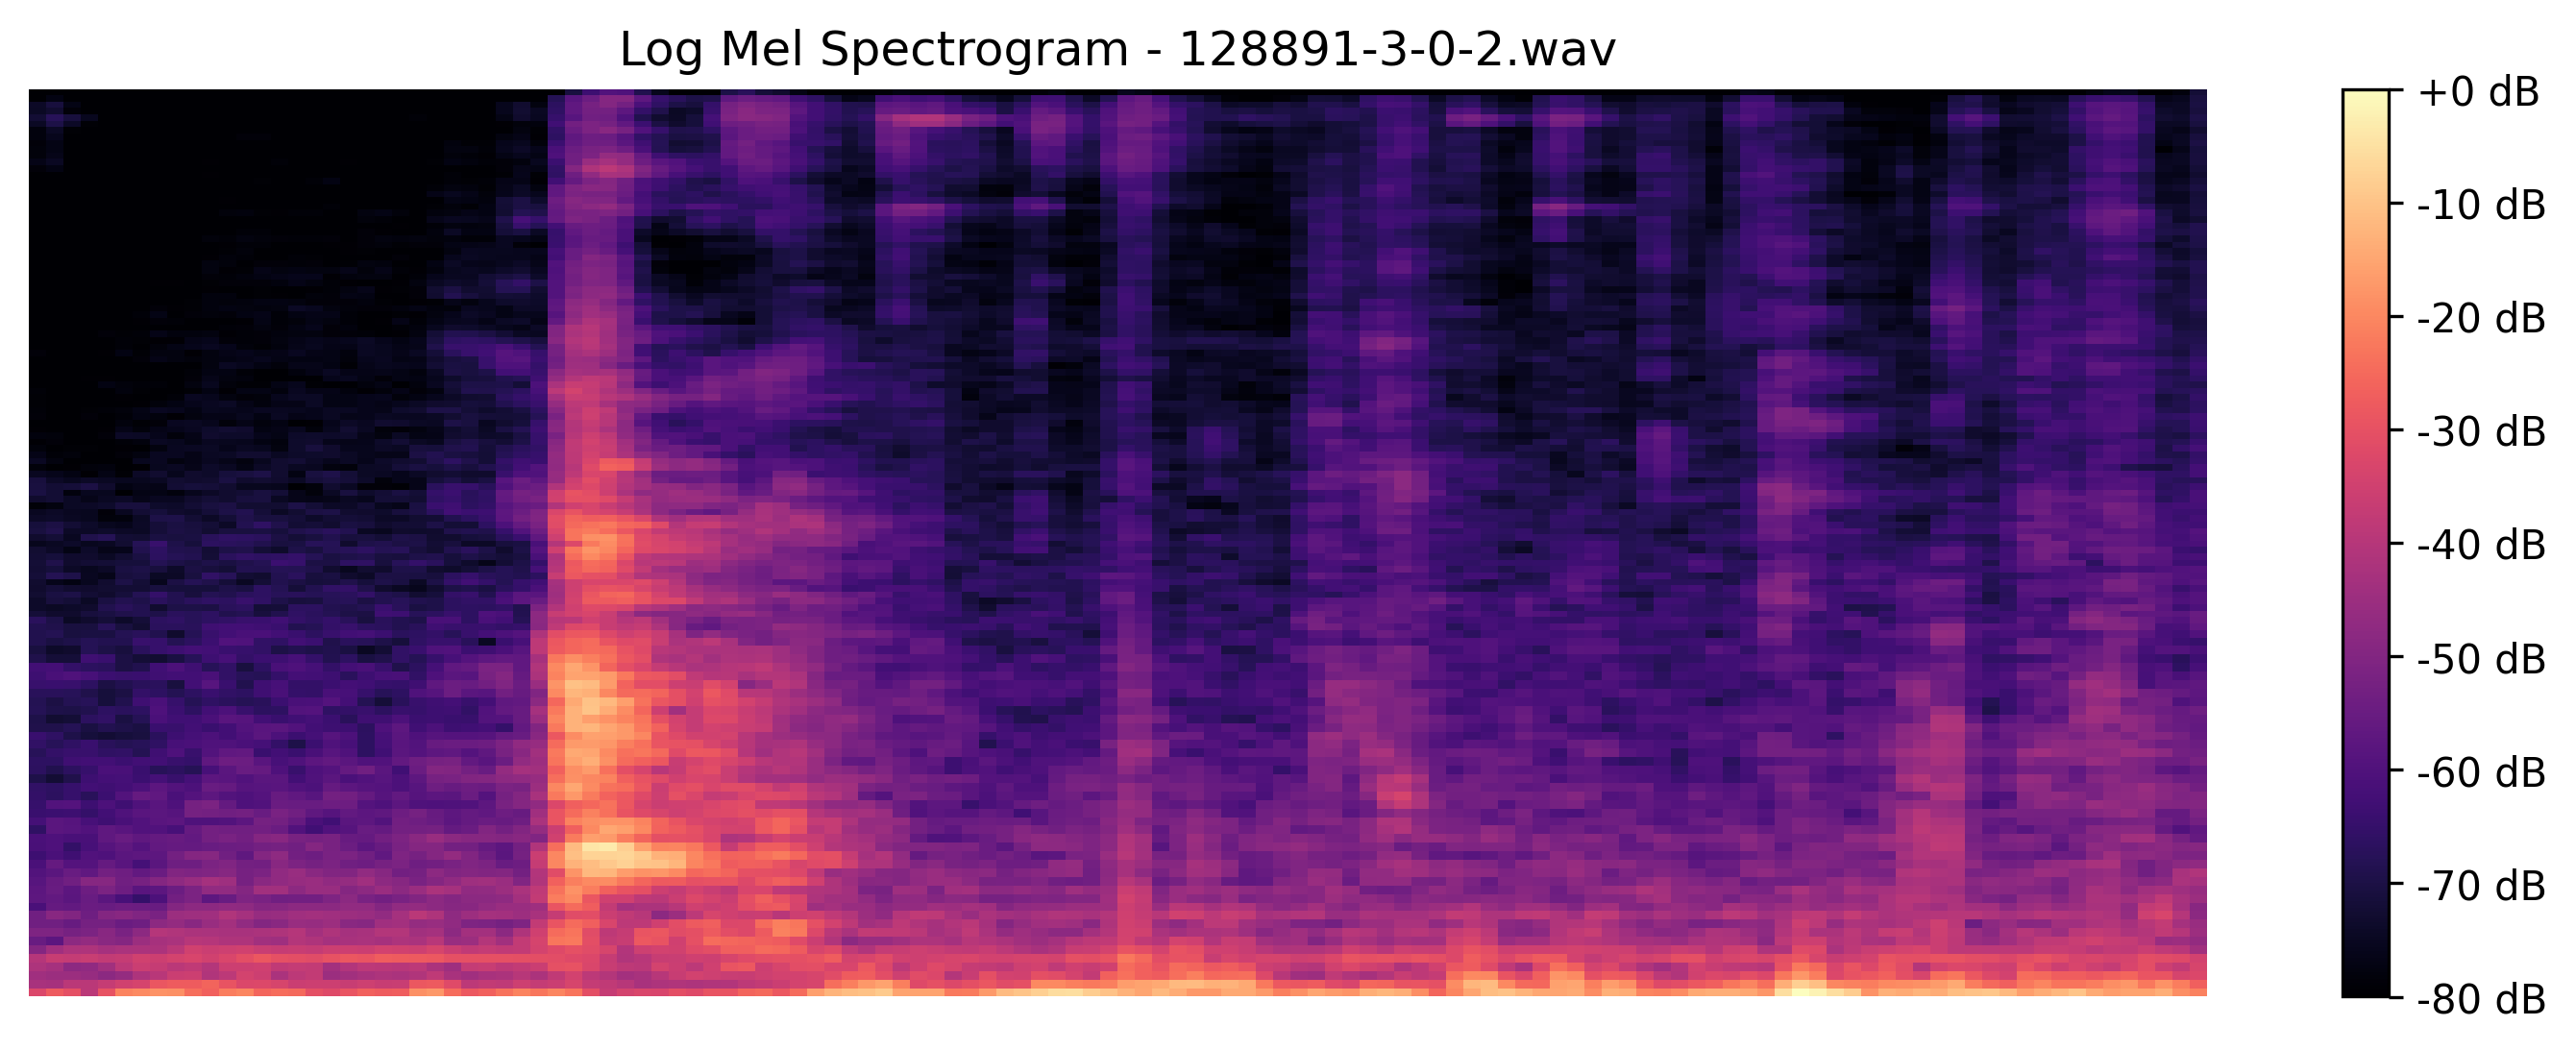 Log Mel Spectrogram - 128891-3-0-2.wav
+0 dB
-10 dB
-20 dB
-30 dB
-40 dB
-50 dB
-60 dB
-70 dB
-80 dB